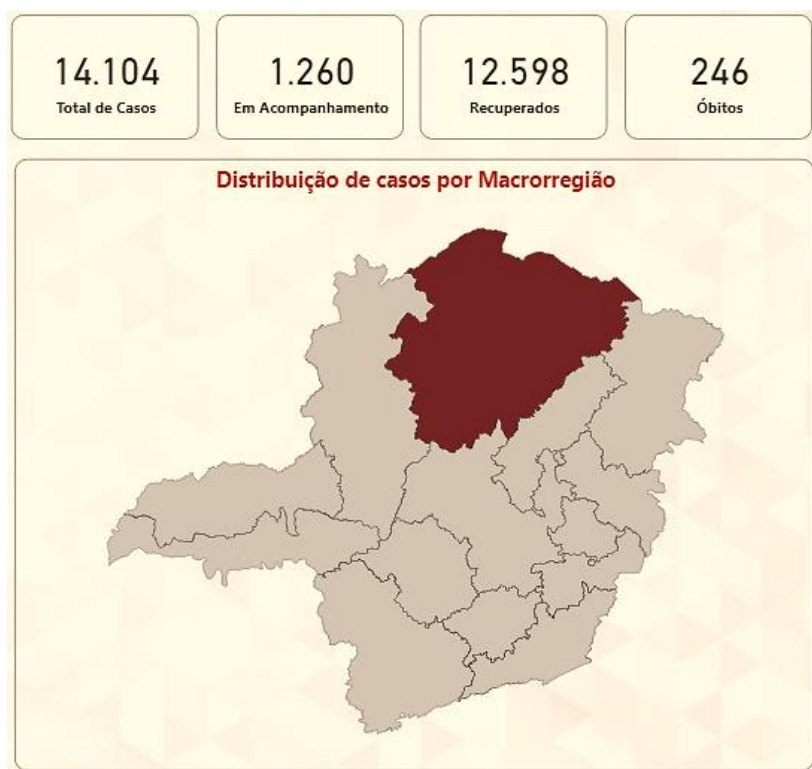 14.104
Total de Casos
1.260
Em Acompanhamento
12.598
Recuperados
246
Óbitos
Distribuição de casos por Macrorregião